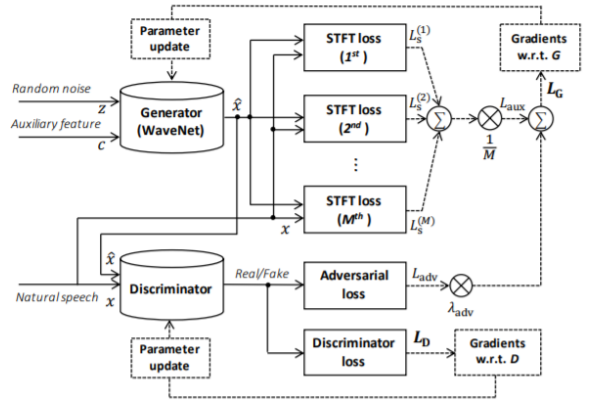 Parameter
update
STFT loss
(1st)
L_s^(1)
Gradients
w.r.t. G
Random noise
z
Generator
(WaveNet)
x̂
Auxiliary feature
c
STFT loss
(2nd)
L_s^(2)
∑
1/M
L_aux
∑
L_G
⋮
STFT loss
(Mth)
L_s^(M)
x
x̂
Natural speech
x
Discriminator
Real/Fake
Adversarial
loss
L_adv
λ_adv
Discriminator
loss
L_D
Gradients
w.r.t. D
Parameter
update